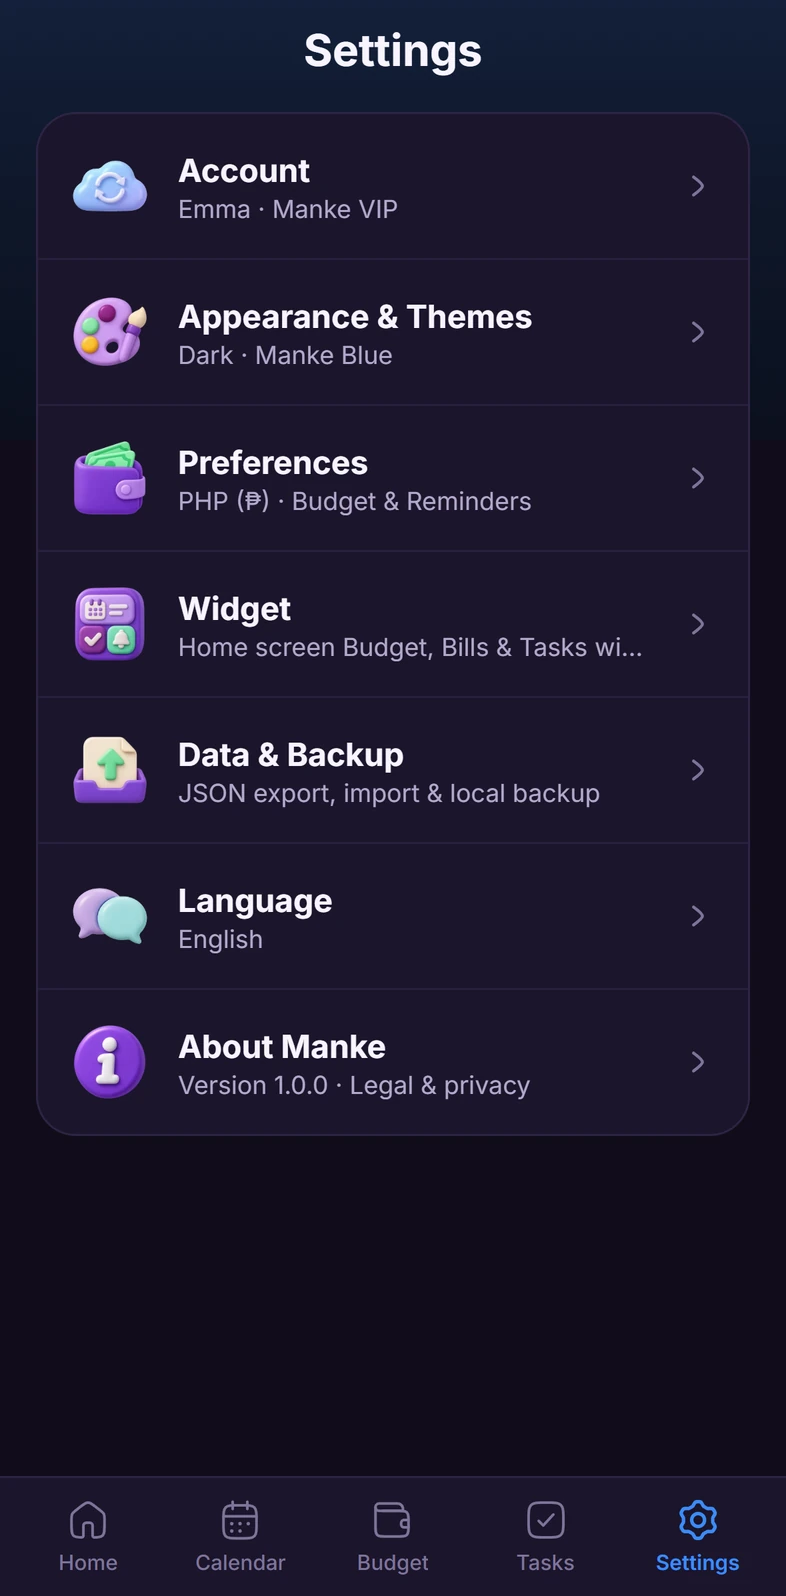 Settings
Account
Emma · Manke VIP
Appearance & Themes
Dark · Manke Blue
Preferences
PHP (₱) · Budget & Reminders
Widget
Home screen Budget, Bills & Tasks wi...
Data & Backup
JSON export, import & local backup
Language
English
About Manke
Version 1.0.0 · Legal & privacy
Home
Calendar
Budget
Tasks
Settings